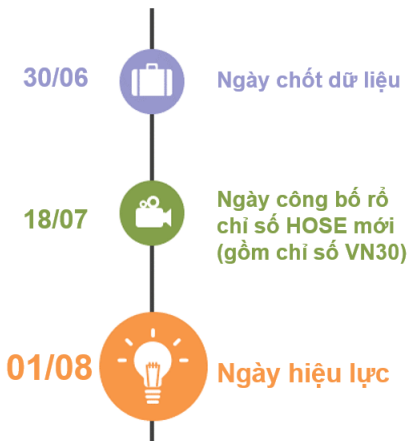 30/06
Ngày chốt dữ liệu
18/07
Ngày công bố rổ
chỉ số HOSE mới
(gồm chỉ số VN30)
01/08
Ngày hiệu lực